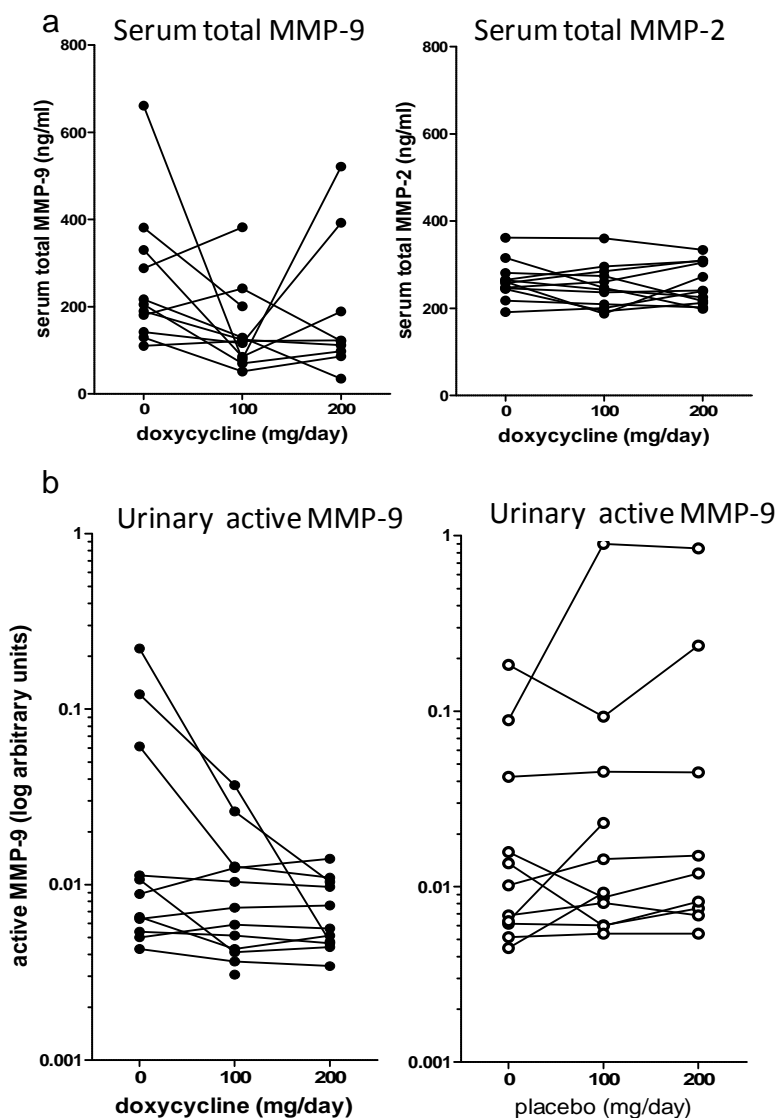 a
Serum total MMP-9
Serum total MMP-2
serum total MMP-9 (ng/ml)
800
600
400
200
0
0 100 200
doxycycline (mg/day)
serum total MMP-2 (ng/ml)
800
600
400
200
0
0 100 200
doxycycline (mg/day)
b
Urinary active MMP-9
Urinary active MMP-9
active MMP-9 (log arbitrary units)
1
0.1
0.01
0.001
0 100 200
doxycycline (mg/day)
1
0.1
0.01
0.001
0 100 200
placebo (mg/day)